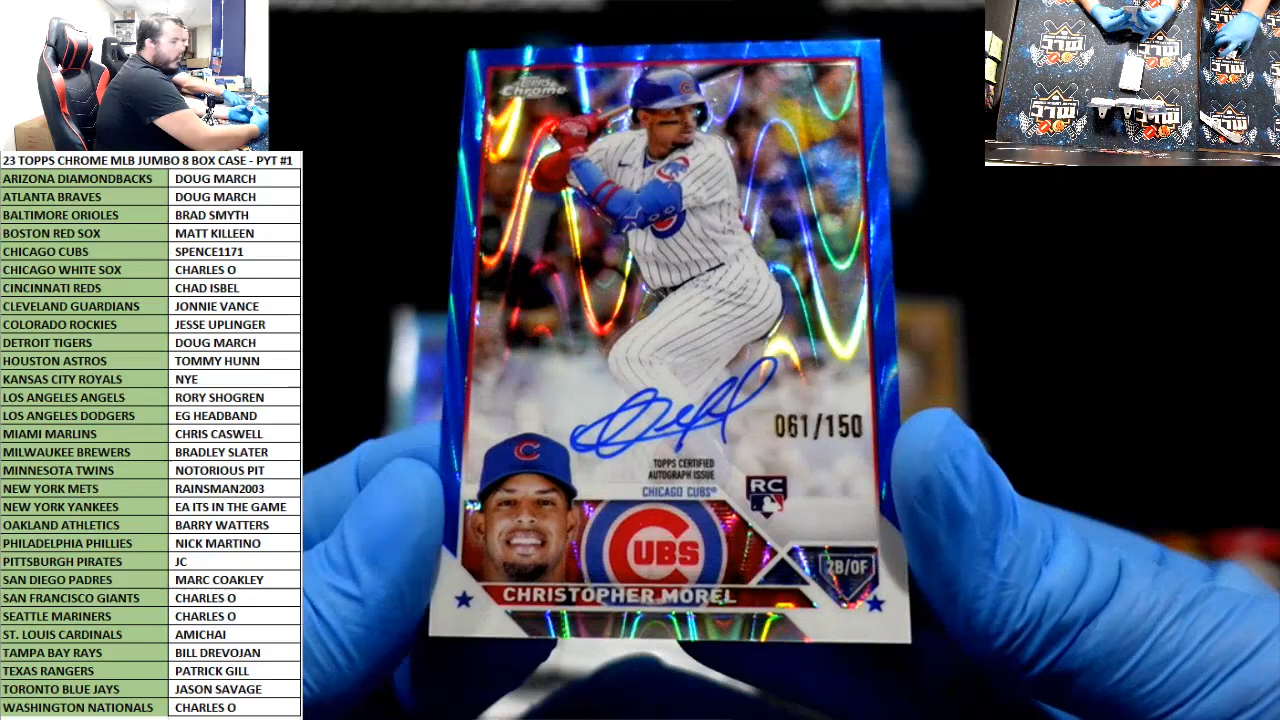 23 TOPPS CHROME MLB JUMBO 8 BOX CASE - PYT #1
ARIZONA DIAMONDBACKS DOUG MARCH
ATLANTA BRAVES DOUG MARCH
BALTIMORE ORIOLES BRAD SMYTH
BOSTON RED SOX MATT KILLEEN
CHICAGO CUBS SPENCE1171
CHICAGO WHITE SOX CHARLES O
CINCINNATI REDS CHAD ISBEL
CLEVELAND GUARDIANS JONNIE VANCE
COLORADO ROCKIES JESSE UPLINGER
DETROIT TIGERS DOUG MARCH
HOUSTON ASTROS TOMMY HUNN
KANSAS CITY ROYALS NYE
LOS ANGELES ANGELS RORY SHOGREN
LOS ANGELES DODGERS EG HEADBAND
MIAMI MARLINS CHRIS CASWELL
MILWAUKEE BREWERS BRADLEY SLATER
MINNESOTA TWINS NOTORIOUS PIT
NEW YORK METS RAINSMAN2003
NEW YORK YANKEES EA ITS IN THE GAME
OAKLAND ATHLETICS BARRY WATTERS
PHILADELPHIA PHILLIES NICK MARTINO
PITTSBURGH PIRATES JC
SAN DIEGO PADRES MARC COAKLEY
SAN FRANCISCO GIANTS CHARLES O
SEATTLE MARINERS CHARLES O
ST. LOUIS CARDINALS AMICHAI
TAMPA BAY RAYS BILL DREVOJAN
TEXAS RANGERS PATRICK GILL
TORONTO BLUE JAYS JASON SAVAGE
WASHINGTON NATIONALS CHARLES O
TOPPS
Chrome
061/150
TOPPS CERTIFIED
AUTOGRAPH ISSUE
CHICAGO CUBS®
RC
C
CUBS
2B/OF
CHRISTOPHER MOREL